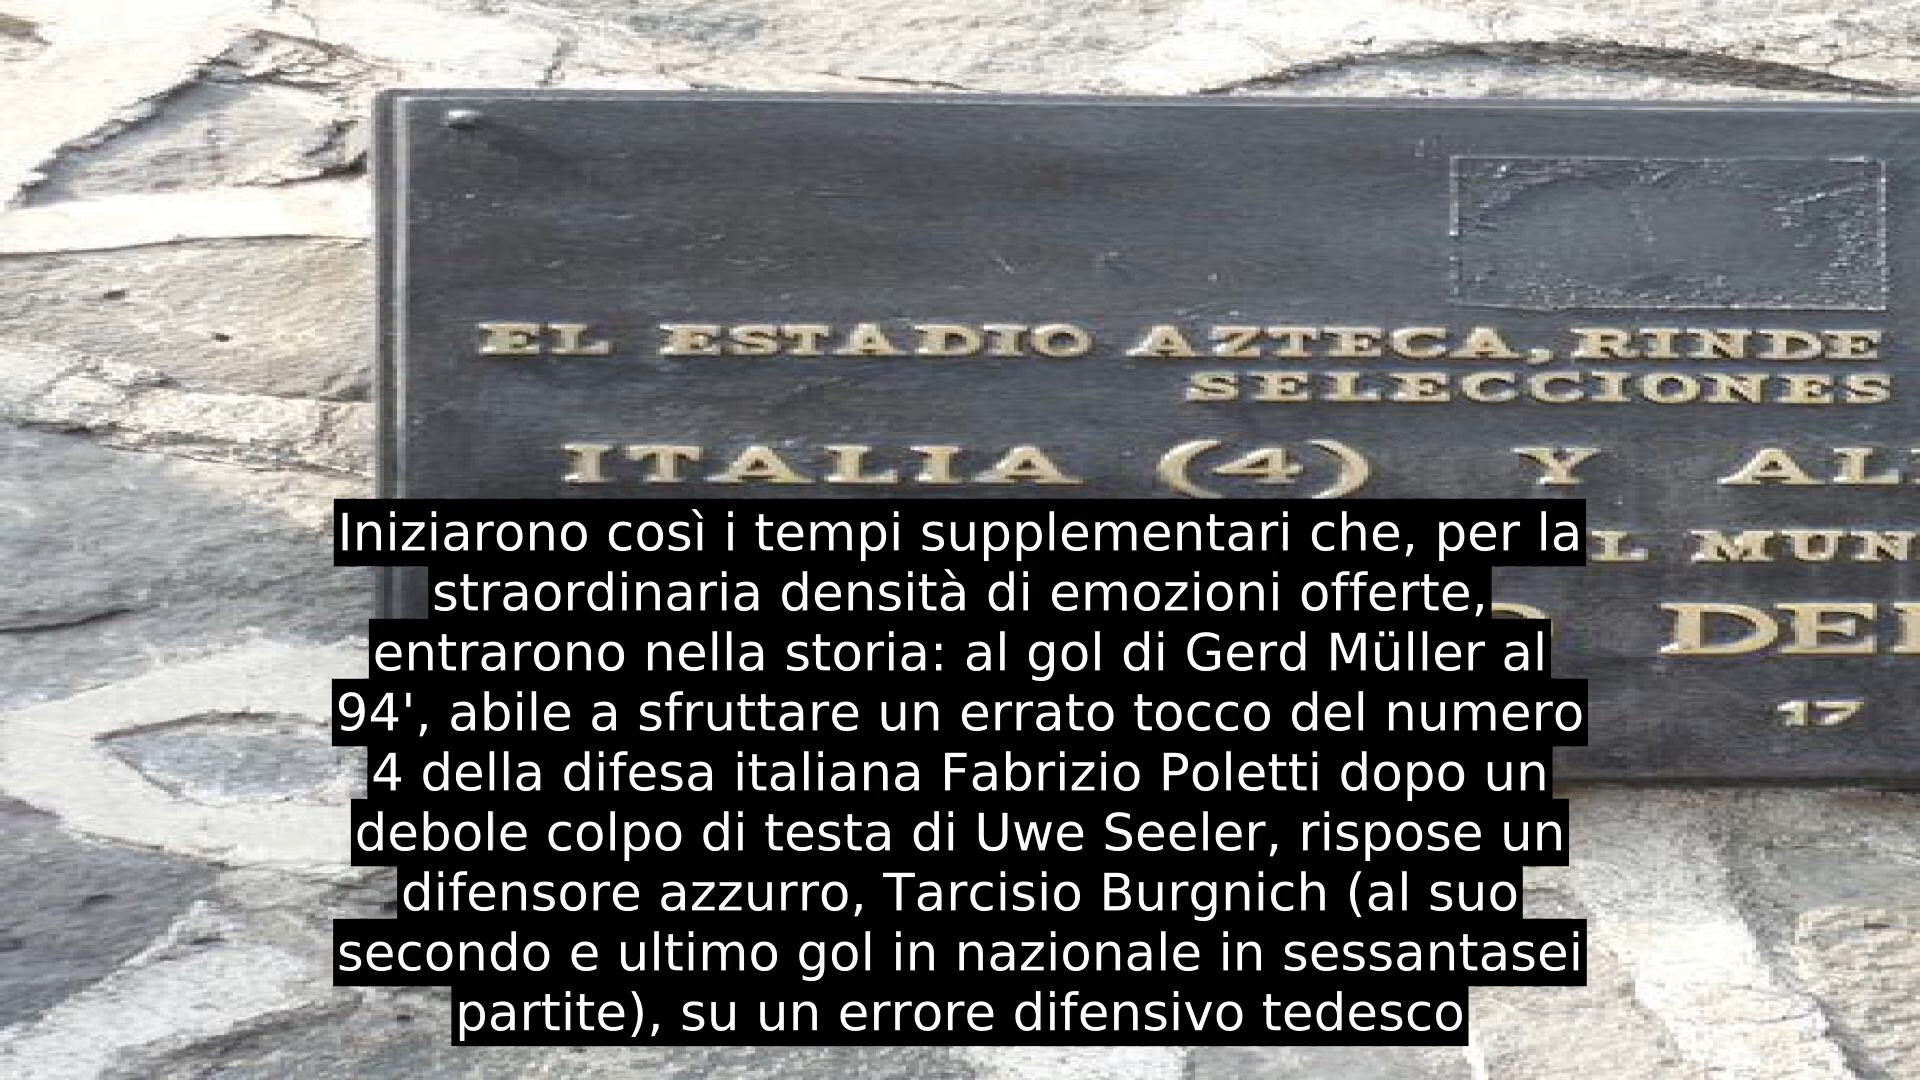 EL ESTADIO AZTECA, RINDE
SELECCIONES
ITALIA (4) Y AL
L MUN
DE
17
Iniziarono così i tempi supplementari che, per la
straordinaria densità di emozioni offerte,
entrarono nella storia: al gol di Gerd Müller al
94', abile a sfruttare un errato tocco del numero
4 della difesa italiana Fabrizio Poletti dopo un
debole colpo di testa di Uwe Seeler, rispose un
difensore azzurro, Tarcisio Burgnich (al suo
secondo e ultimo gol in nazionale in sessantasei
partite), su un errore difensivo tedesco